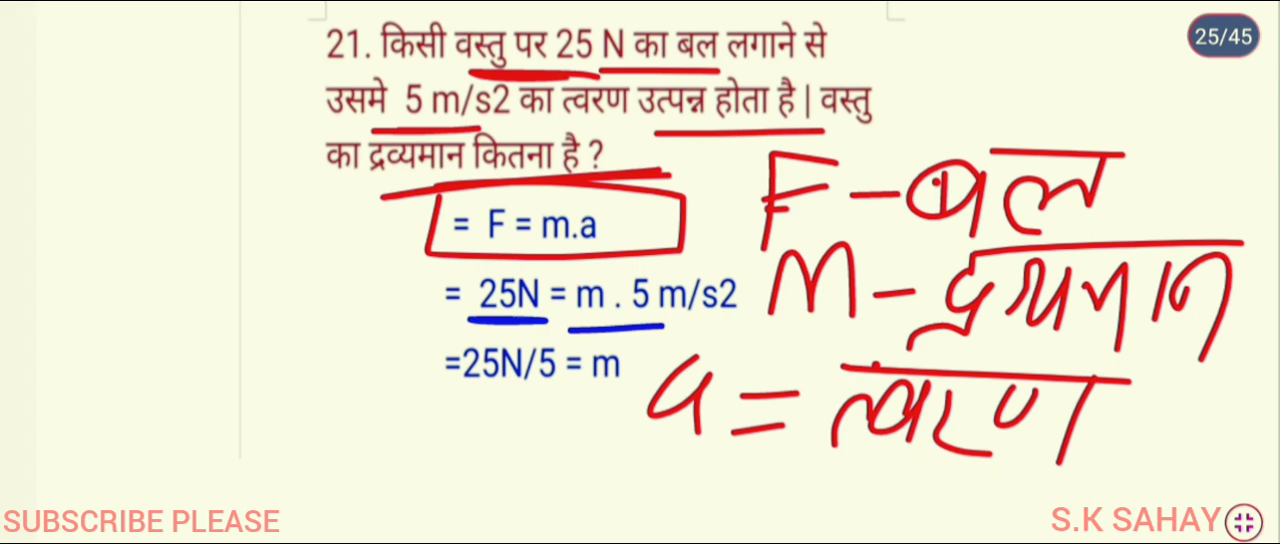 25/45
21. किसी वस्तु पर 25 N का बल लगाने से
उसमे 5 m/s2 का त्वरण उत्पन्न होता है | वस्तु
का द्रव्यमान कितना है ?
= F = m.a
= 25N = m . 5 m/s2
=25N/5 = m
F - बल
M - द्रव्यमान
a = त्वरण
SUBSCRIBE PLEASE
S.K SAHAY